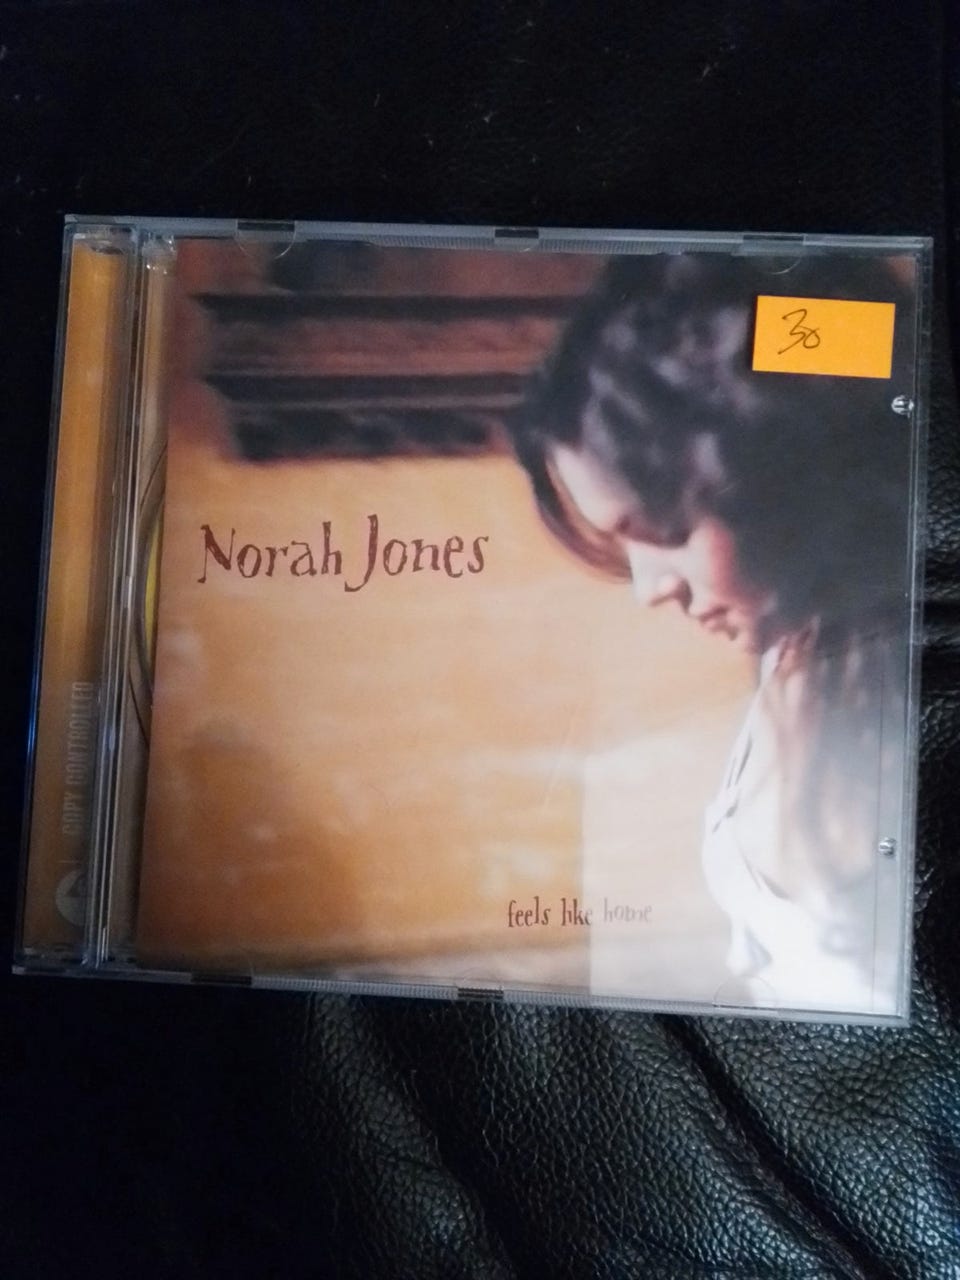 30
Norah Jones
COPY CONTROLLED
feels like home